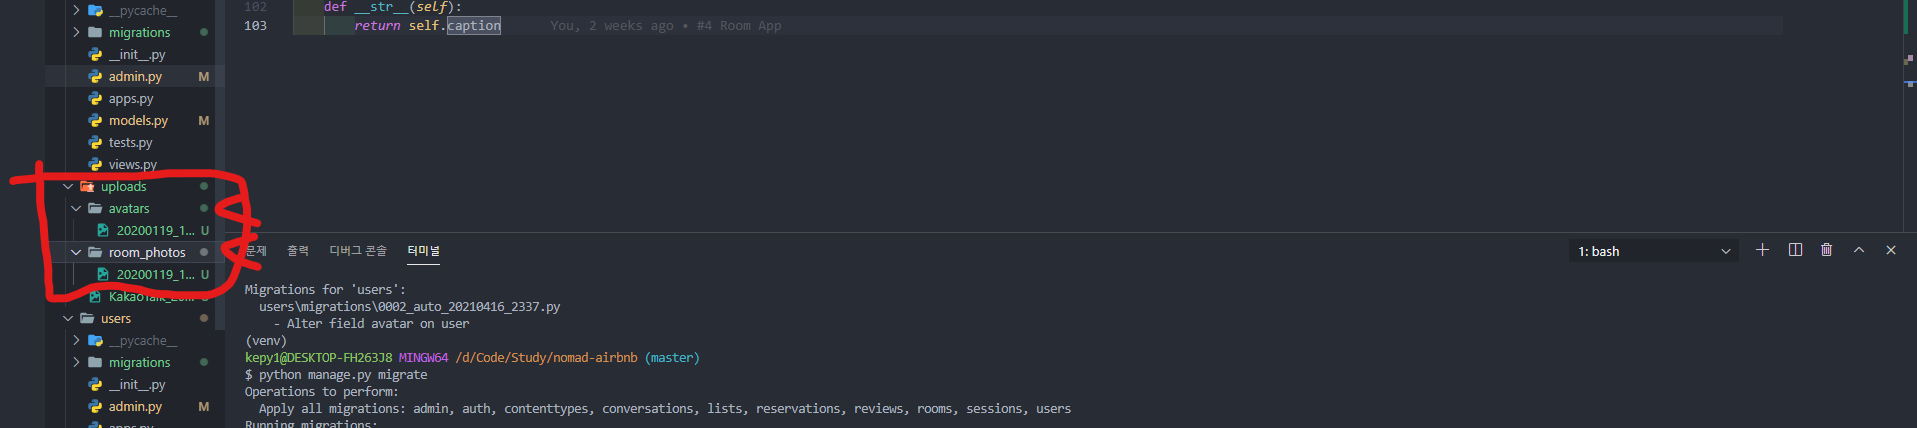 __pycache__
migrations
__init__.py
admin.py M
apps.py
models.py M
tests.py
views.py
uploads
avatars
20200119_1... U
room_photos
20200119_1... U
users
__pycache__
migrations
__init__.py
admin.py M
apps.py
102 def __str__(self):
103 return self.caption You, 2 weeks ago • #4 Room App
문제 출력 디버그 콘솔 터미널
1: bash
Migrations for 'users':
users\migrations\0002_auto_20210416_2337.py
- Alter field avatar on user
(venv)
kepy1@DESKTOP-FH263J8 MINGW64 /d/Code/Study/nomad-airbnb (master)
$ python manage.py migrate
Operations to perform:
Apply all migrations: admin, auth, contenttypes, conversations, lists, reservations, reviews, rooms, sessions, users
Running migrations: